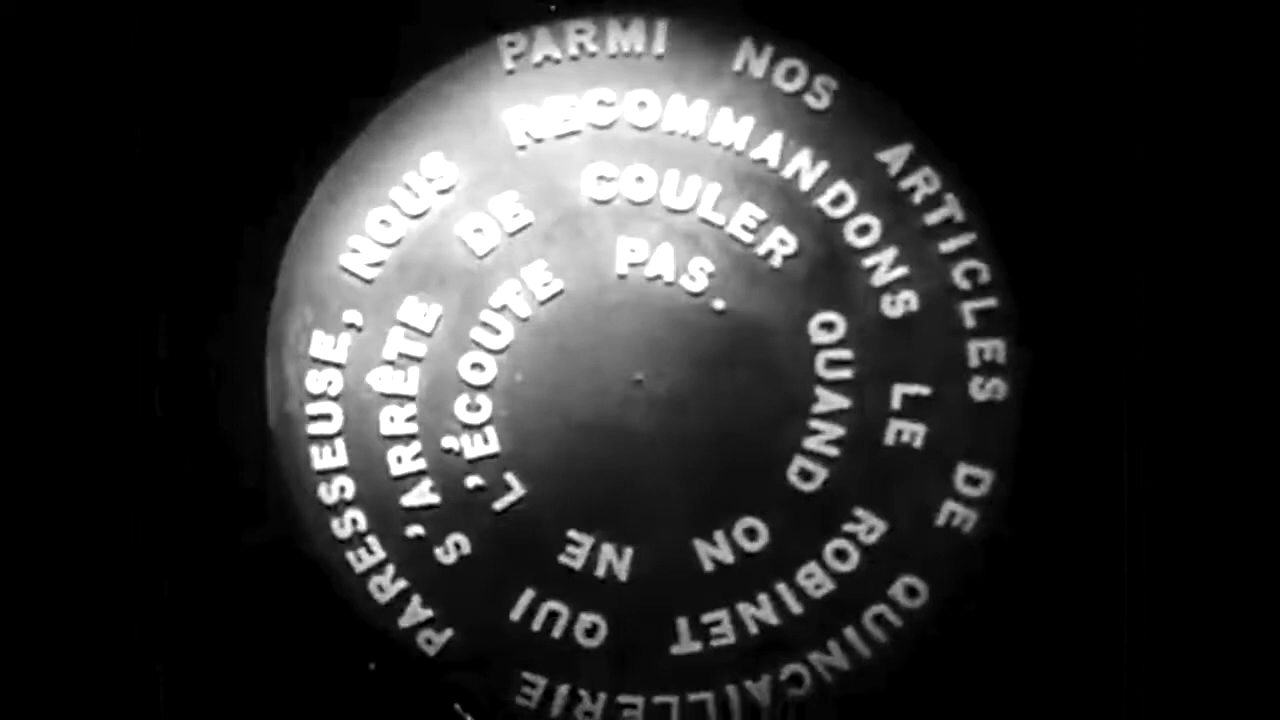 PARMI NOS ARTICLES DE QUINCAILLERIE PARESSEUSE, NOUS RECOMMANDONS LE ROBINET QUI S'ARRÊTE DE COULER QUAND ON NE L'ÉCOUTE PAS.